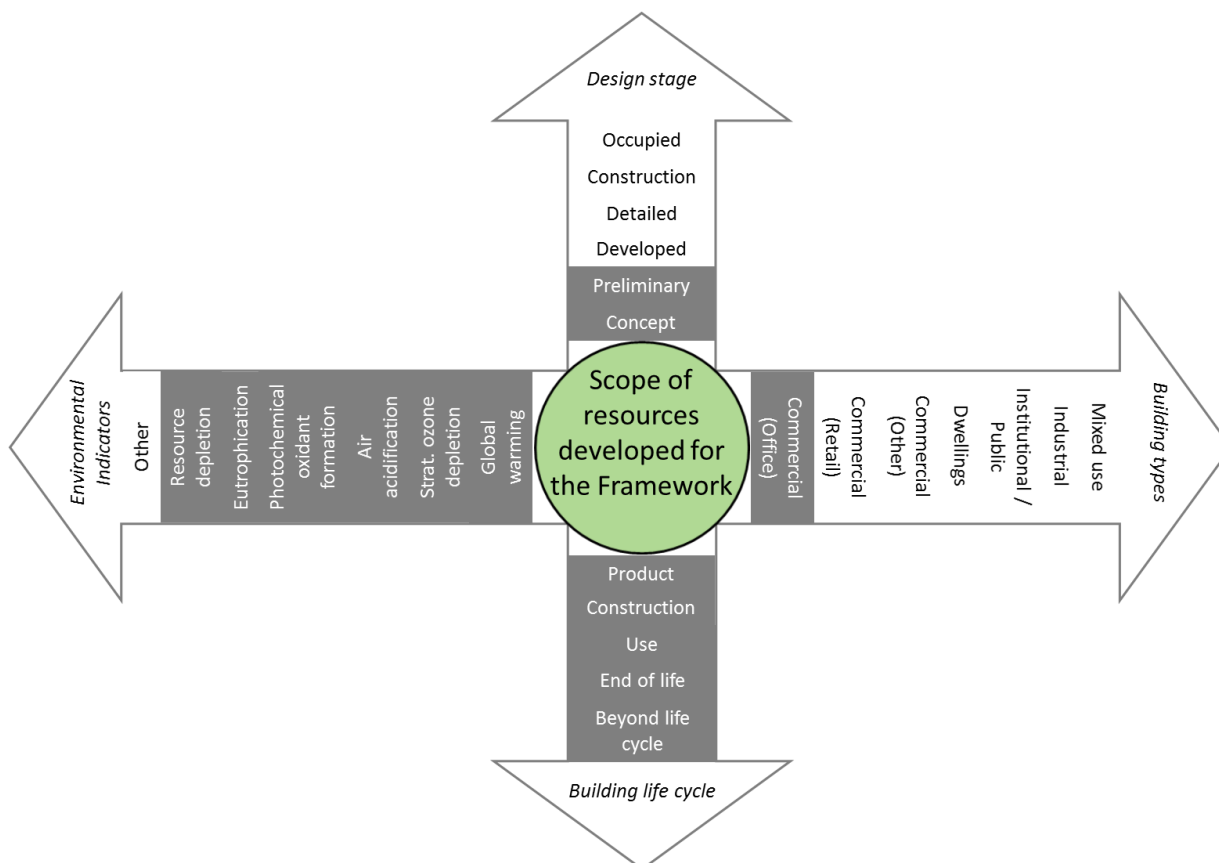 Design stage
Occupied
Construction
Detailed
Developed
Preliminary
Concept
Environmental
Indicators
Other
Resource
depletion
Eutrophication
Photochemical
oxidant
formation
Air
acidification
Strat. ozone
depletion
Global
warming
Scope of
resources
developed for
the Framework
Commercial
(Office)
Commercial
(Retail)
Commercial
(Other)
Dwellings
Institutional /
Public
Industrial
Mixed use
Building types
Product
Construction
Use
End of life
Beyond life
cycle
Building life cycle